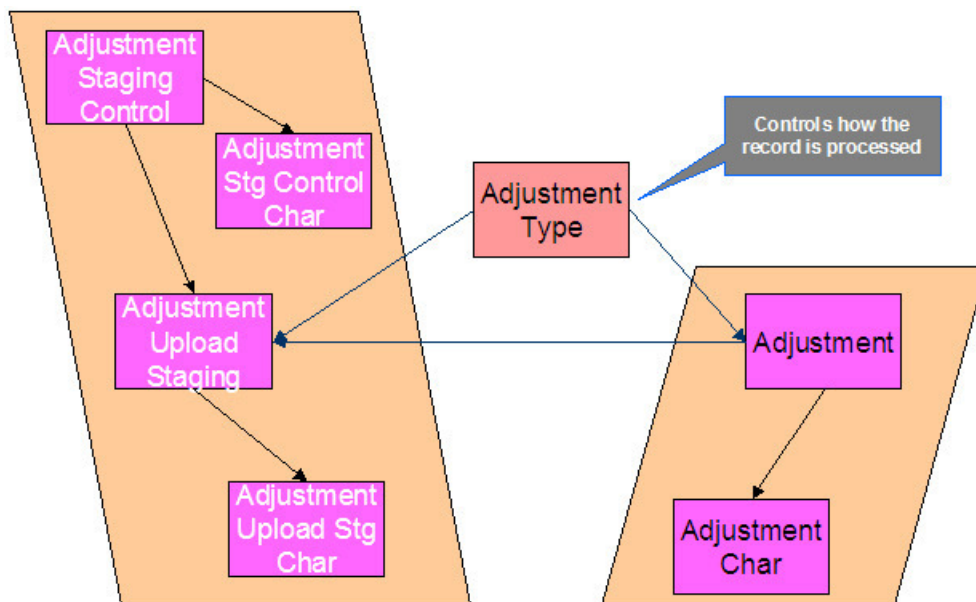 Adjustment
Staging
Control
Adjustment
Stg Control
Char
Controls how the
record is processed
Adjustment
Type
Adjustment
Upload
Staging
Adjustment
Adjustment
Upload Stg
Char
Adjustment
Char